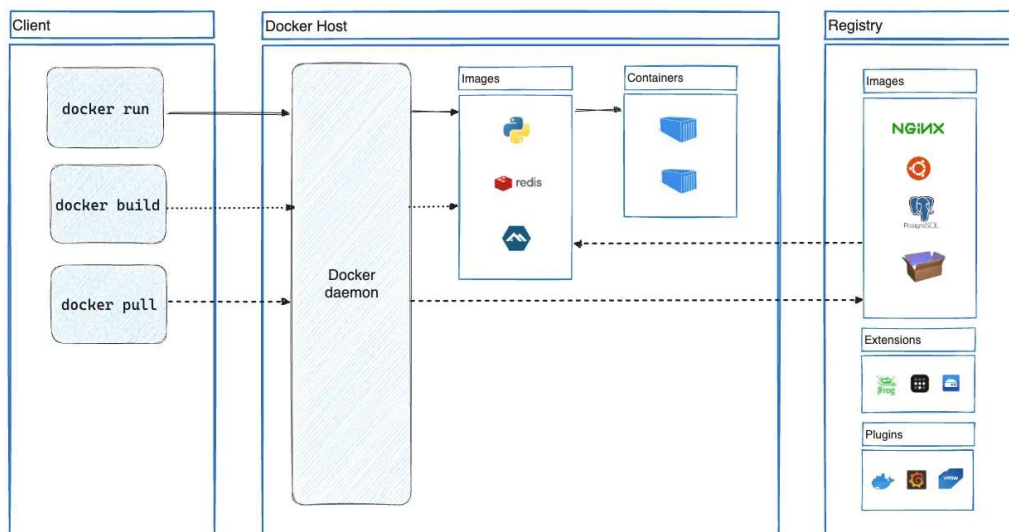 Client
Docker Host
Registry
docker run
docker build
docker pull
Docker
daemon
Images
redis
Containers
Images
NGINX
PostgreSQL
Extensions
JFrog
Plugins